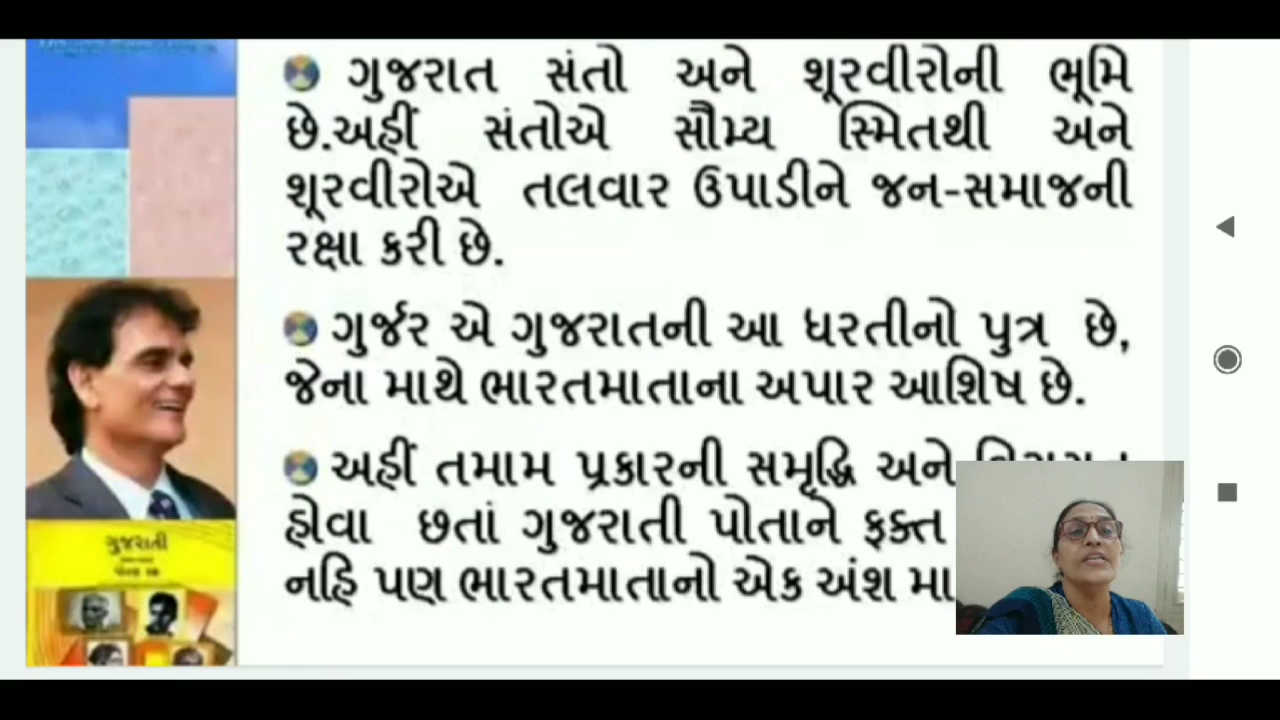 ગુજરાત સંતો અને શૂરવીરોની ભૂમિ
છે.અહીં સંતોએ સૌમ્ય સ્મિતથી અને
શૂરવીરોએ તલવાર ઉપાડીને જન-સમાજની
રક્ષા કરી છે.
ગુર્જર એ ગુજરાતની આ ધરતીનો પુત્ર છે,
જેના માથે ભારતમાતાના અપાર આશિષ છે.
અહીં તમામ પ્રકારની સમૃદ્ધિ અને
હોવા છતાં ગુજરાતી પોતાને ફક્ત
નહિ પણ ભારતમાતાનો એક અંશ મા
ગુજરાતી